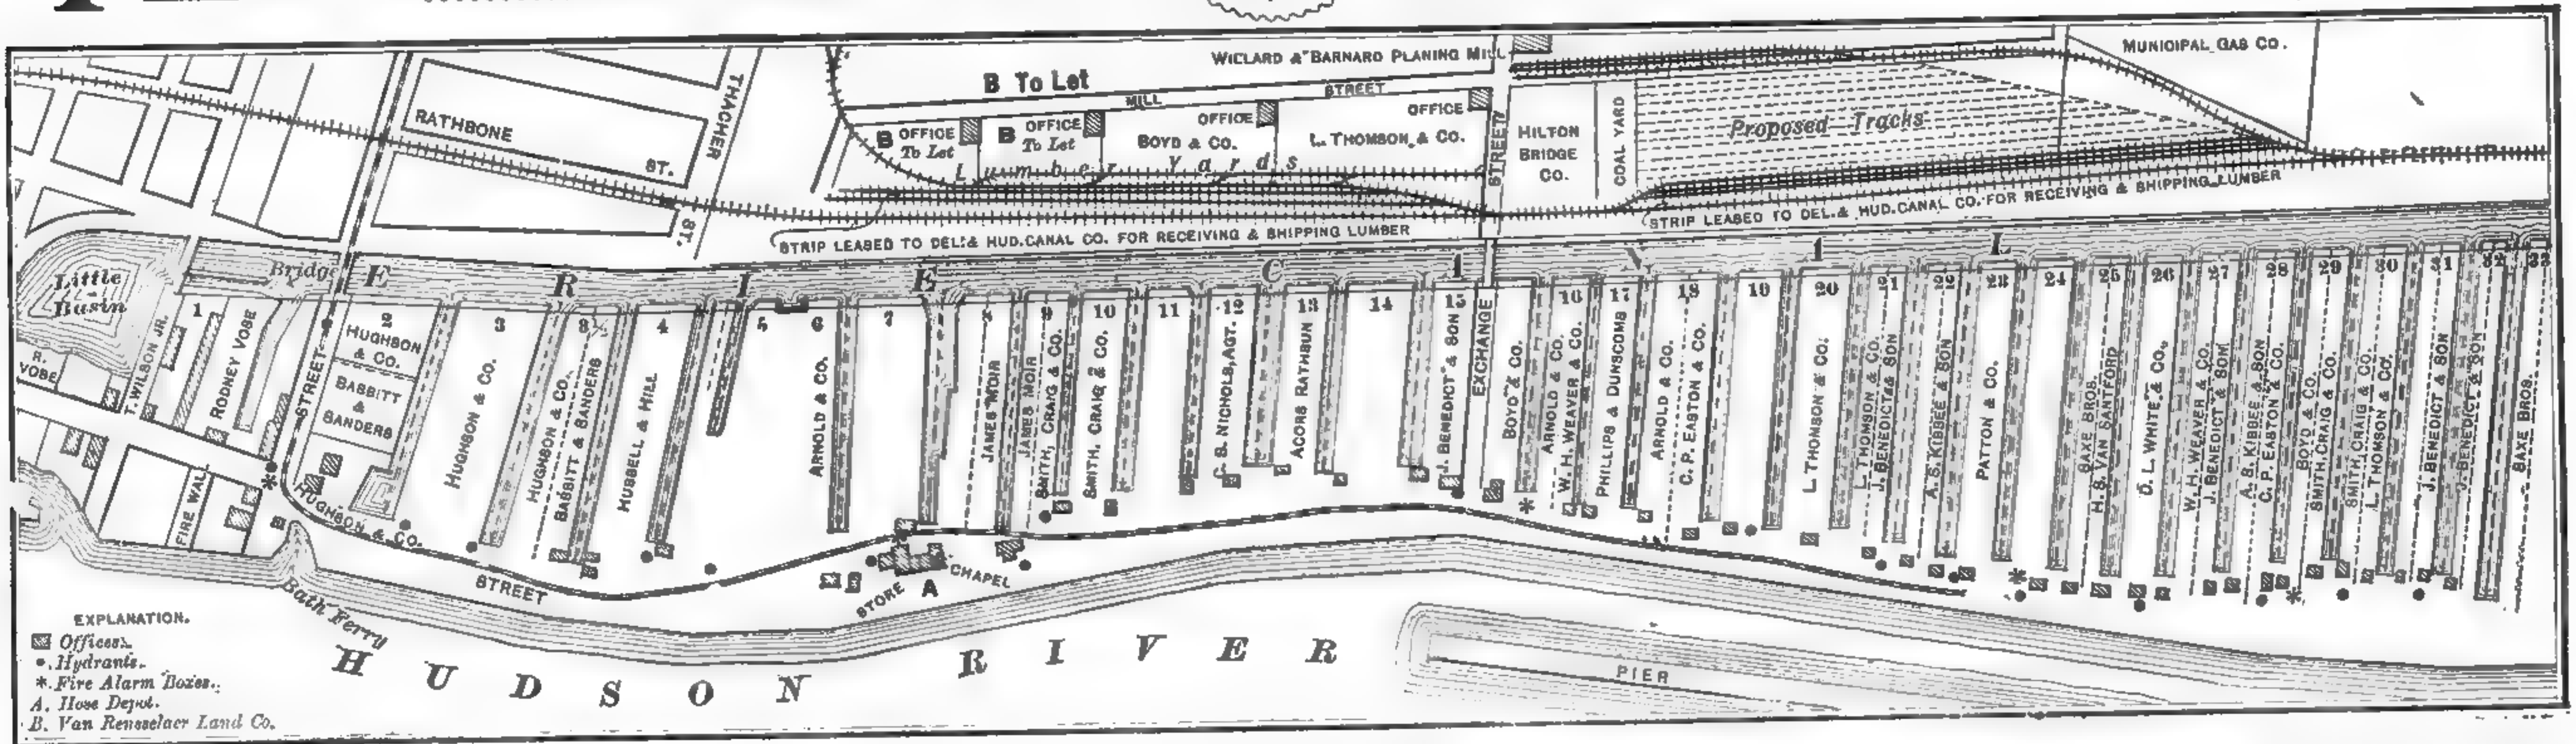 WIELARD & BARNARD PLANING MILL
MUNICIPAL GAS CO.
B To Let
MILL STREET
THACHER ST.
RATHBONE ST.
B OFFICE
To Let
B OFFICE
To Let
OFFICE
BOYD & CO.
OFFICE
L. THOMSON & CO.
Lumber Yards
STREET
HILTON
BRIDGE
CO.
COAL YARD
Proposed Tracks
STRIP LEASED TO DEL. & HUD. CANAL CO. FOR RECEIVING & SHIPPING LUMBER
STRIP LEASED TO DEL. & HUD. CANAL CO. FOR RECEIVING & SHIPPING LUMBER
Little
Basin
Bridge
ERIE CANAL
1
2
3
3½
4
5
6
7
8
9
10
11
12
13
14
15
16
17
18
19
20
21
22
23
24
25
26
27
28
29
30
31
32
33
R.
VOSE
T. WILSON JR.
RODNEY VOSE
STREET
HUGHSON
& CO.
BABBITT
&
SANDERS
HUGHSON & CO.
HUGHSON & CO.
BABBITT & SANDERS
HUBBELL & HILL
ARNOLD & CO.
JAMES MOIR
JAMES MOIR
SMITH, CRAIG & CO.
SMITH, CRAIG & CO.
C. B. NICHOLS, AGT.
ACORS RATHBUN
J. BENEDICT & SON
EXCHANGE
BOYD & CO.
ARNOLD & CO.
W. H. WEAVER & CO.
PHILLIPS & DUNSCOMB
ARNOLD & CO.
C. P. EASTON & CO.
L. THOMSON & CO.
L. THOMSON & CO.
J. BENEDICT & SON
A. S. KIBBEE & SON
PATTON & CO.
SAXE BROS.
H. S. VAN SANTFORD
D. L. WHITE & CO.
W. H. WEAVER & CO.
J. BENEDICT & SON
A. S. KIBBEE & SON
C. P. EASTON & CO.
BOYD & CO.
SMITH, CRAIG & CO.
SMITH, CRAIG & CO.
L. THOMSON & CO.
J. BENEDICT & SON
J. BENEDICT & SON
SAXE BROS.
FIRE WALL
HUGHSON & CO.
STREET
STORE
A
CHAPEL
Bath Ferry
HUDSON RIVER
PIER
EXPLANATION.
Offices.
• Hydrants.
* Fire Alarm Boxes.
A. Hose Depot.
B. Van Rensselaer Land Co.